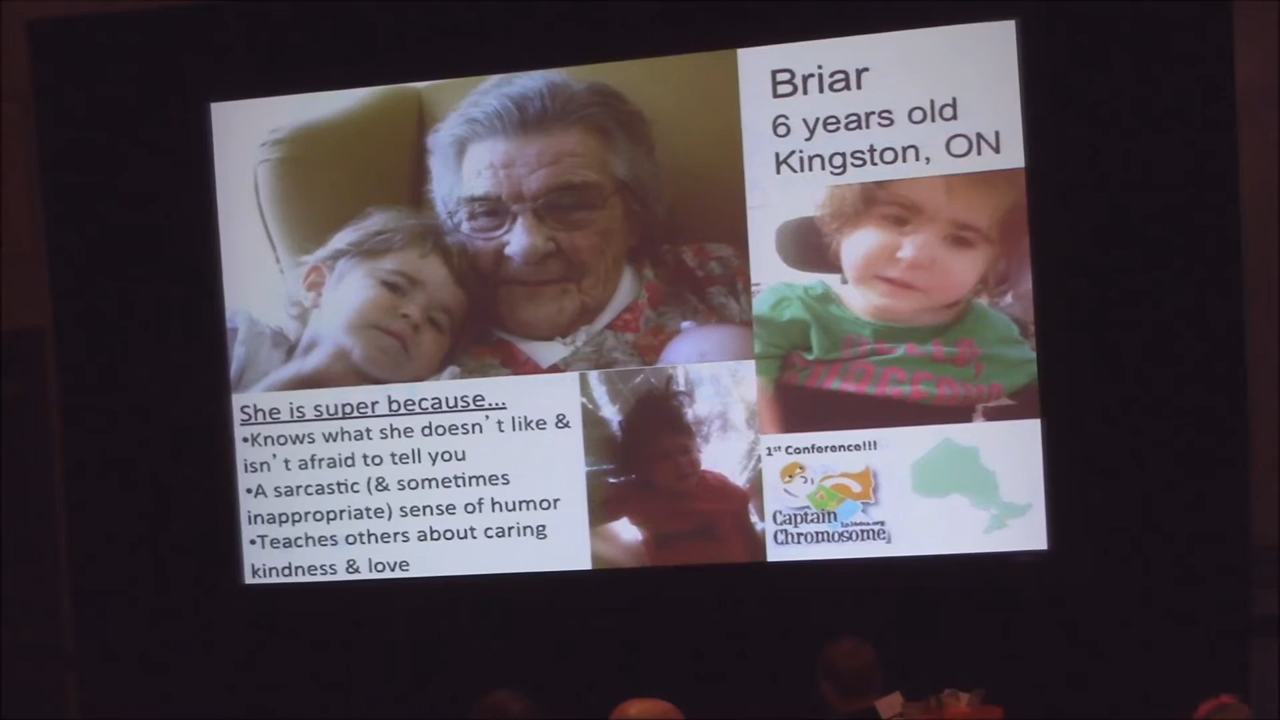 Briar
6 years old
Kingston, ON
She is super because...
•Knows what she doesn't like &
isn't afraid to tell you
•A sarcastic (& sometimes
inappropriate) sense of humor
•Teaches others about caring
kindness & love
1st Conference!!!
Captain
Chromosome